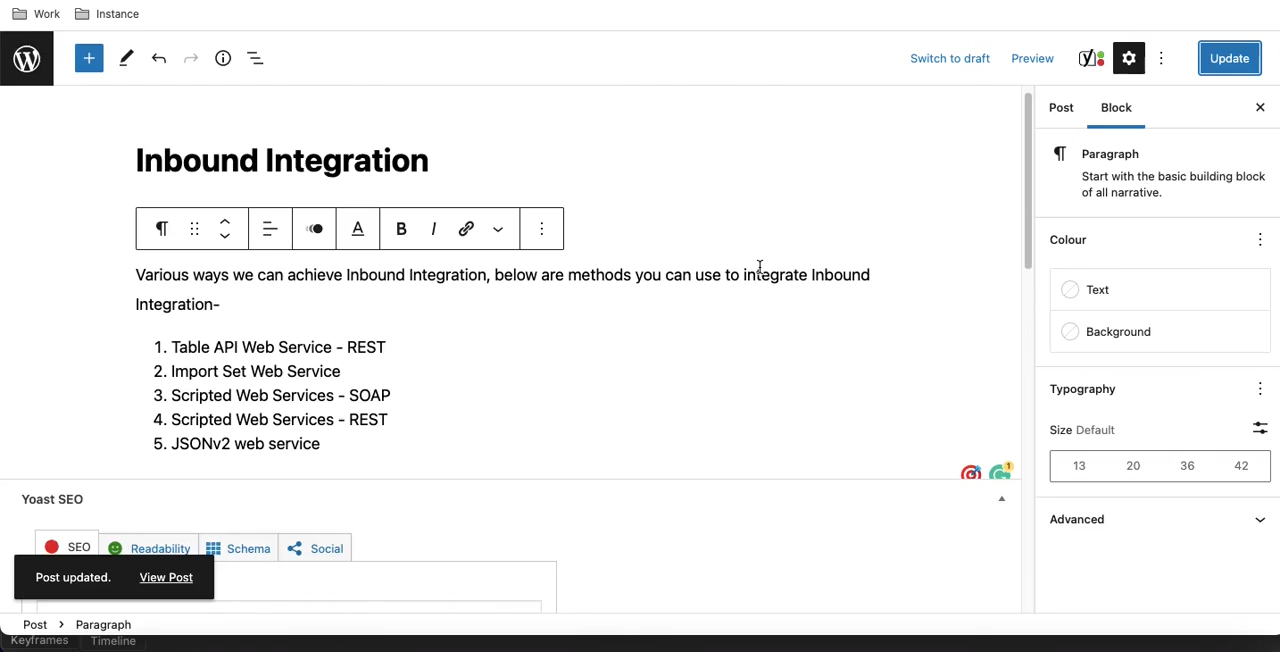 Work Instance
Switch to draft Preview Update
Post Block
Inbound Integration
Paragraph
Start with the basic building block
of all narrative.
B I
Colour
Various ways we can achieve Inbound Integration, below are methods you can use to integrate Inbound
Integration-
Text
Background
1. Table API Web Service - REST
2. Import Set Web Service
3. Scripted Web Services - SOAP
4. Scripted Web Services - REST
5. JSONv2 web service
Typography
Size Default
13 20 36 42
1
Yoast SEO
Advanced
SEO Readability Schema Social
Post updated. View Post
Post > Paragraph
Keyframes Timeline